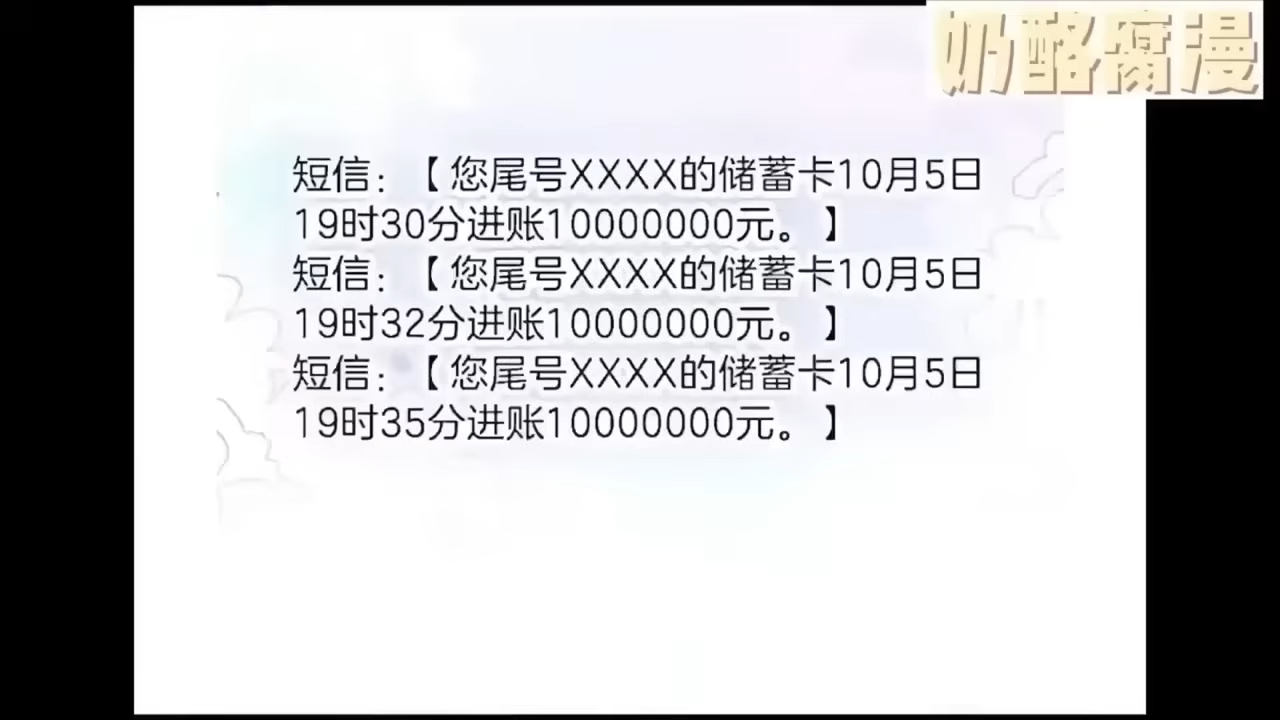 奶酪腐漫
短信：【您尾号XXXX的储蓄卡10月5日
19时30分进账10000000元。】
短信：【您尾号XXXX的储蓄卡10月5日
19时32分进账10000000元。】
短信：【您尾号XXXX的储蓄卡10月5日
19时35分进账10000000元。】